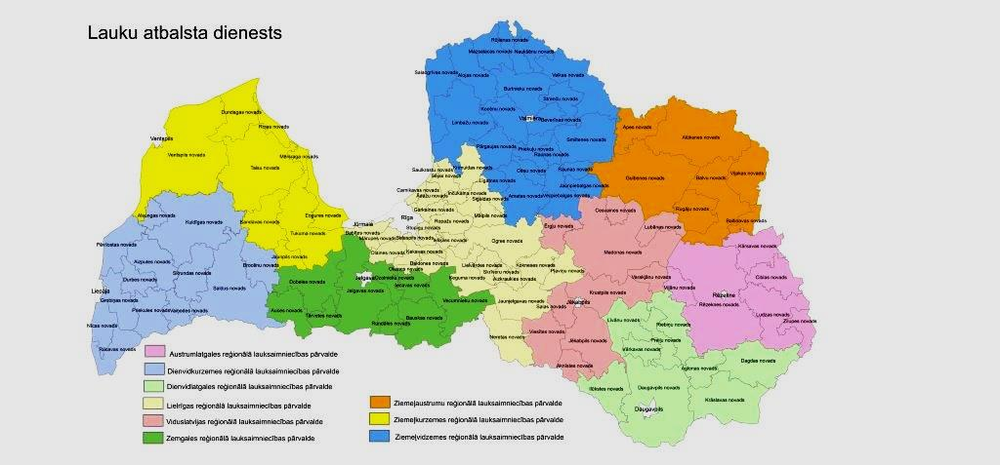 Lauku atbalsta dienests
Rūjienas novads
Mazsalacas novads
Naukšēnu novads
Salacgrīvas novads
Alojas novads
Valkas novads
Burtnieku novads
Strenču novads
Kocēnu novads
Valmiera
Beverīnas novads
Limbažu novads
Smiltenes novads
Pārgaujas novads
Priekuļu novads
Raunas novads
Cēsu novads
Līgatnes novads
Amatas novads
Jaunpiebalgas novads
Vecpiebalgas novads
Apes novads
Alūksnes novads
Gulbenes novads
Balvu novads
Viļakas novads
Rugāju novads
Baltinavas novads
Dundagas novads
Rojas novads
Ventspils
Ventspils novads
Mērsraga novads
Talsu novads
Engures novads
Kandavas novads
Tukuma novads
Jaunpils novads
Alsungas novads
Kuldīgas novads
Pāvilostas novads
Aizputes novads
Skrundas novads
Brocēnu novads
Durbes novads
Saldus novads
Liepāja
Grobiņas novads
Priekules novads
Vaiņodes novads
Nīcas novads
Rucavas novads
Saulkrastu novads
Sējas novads
Krimuldas novads
Carnikavas novads
Ādažu novads
Inčukalna novads
Siguldas novads
Garkalnes novads
Mālpils novads
Ropažu novads
Rīga
Jūrmala
Stopiņu novads
Babītes novads
Mārupes novads
Salaspils novads
Ikšķiles novads
Ogres novads
Olaines novads
Ķekavas novads
Baldones novads
Lielvārdes novads
Kokneses novads
Ķeguma novads
Skrīveru novads
Aizkraukles novads
Pļaviņu novads
Jaunjelgavas novads
Neretas novads
Dobeles novads
Jelgava
Ozolnieku novads
Jelgavas novads
Iecavas novads
Vecumnieku novads
Auces novads
Tērvetes novads
Rundāles novads
Bauskas novads
Ērgļu novads
Cesvaines novads
Lubānas novads
Madonas novads
Varakļānu novads
Krustpils novads
Jēkabpils
Salas novads
Viesītes novads
Jēkabpils novads
Aknīstes novads
Kārsavas novads
Ciblas novads
Viļānu novads
Rēzekne
Rēzeknes novads
Ludzas novads
Zilupes novads
Līvānu novads
Riebiņu novads
Preiļu novads
Vārkavas novads
Aglonas novads
Dagdas novads
Ilūkstes novads
Daugavpils novads
Krāslavas novads
Daugavpils
Austrumlatgales reģionālā lauksaimniecības pārvalde
Dienvidkurzemes reģionālā lauksaimniecības pārvalde
Dienvidlatgales reģionālā lauksaimniecības pārvalde
Lielrīgas reģionālā lauksaimniecības pārvalde
Viduslatvijas reģionālā lauksaimniecības pārvalde
Zemgales reģionālā lauksaimniecības pārvalde
Ziemeļaustrumu reģionālā lauksaimniecības pārvalde
Ziemeļkurzemes reģionālā lauksaimniecības pārvalde
Ziemeļvidzemes reģionālā lauksaimniecības pārvalde